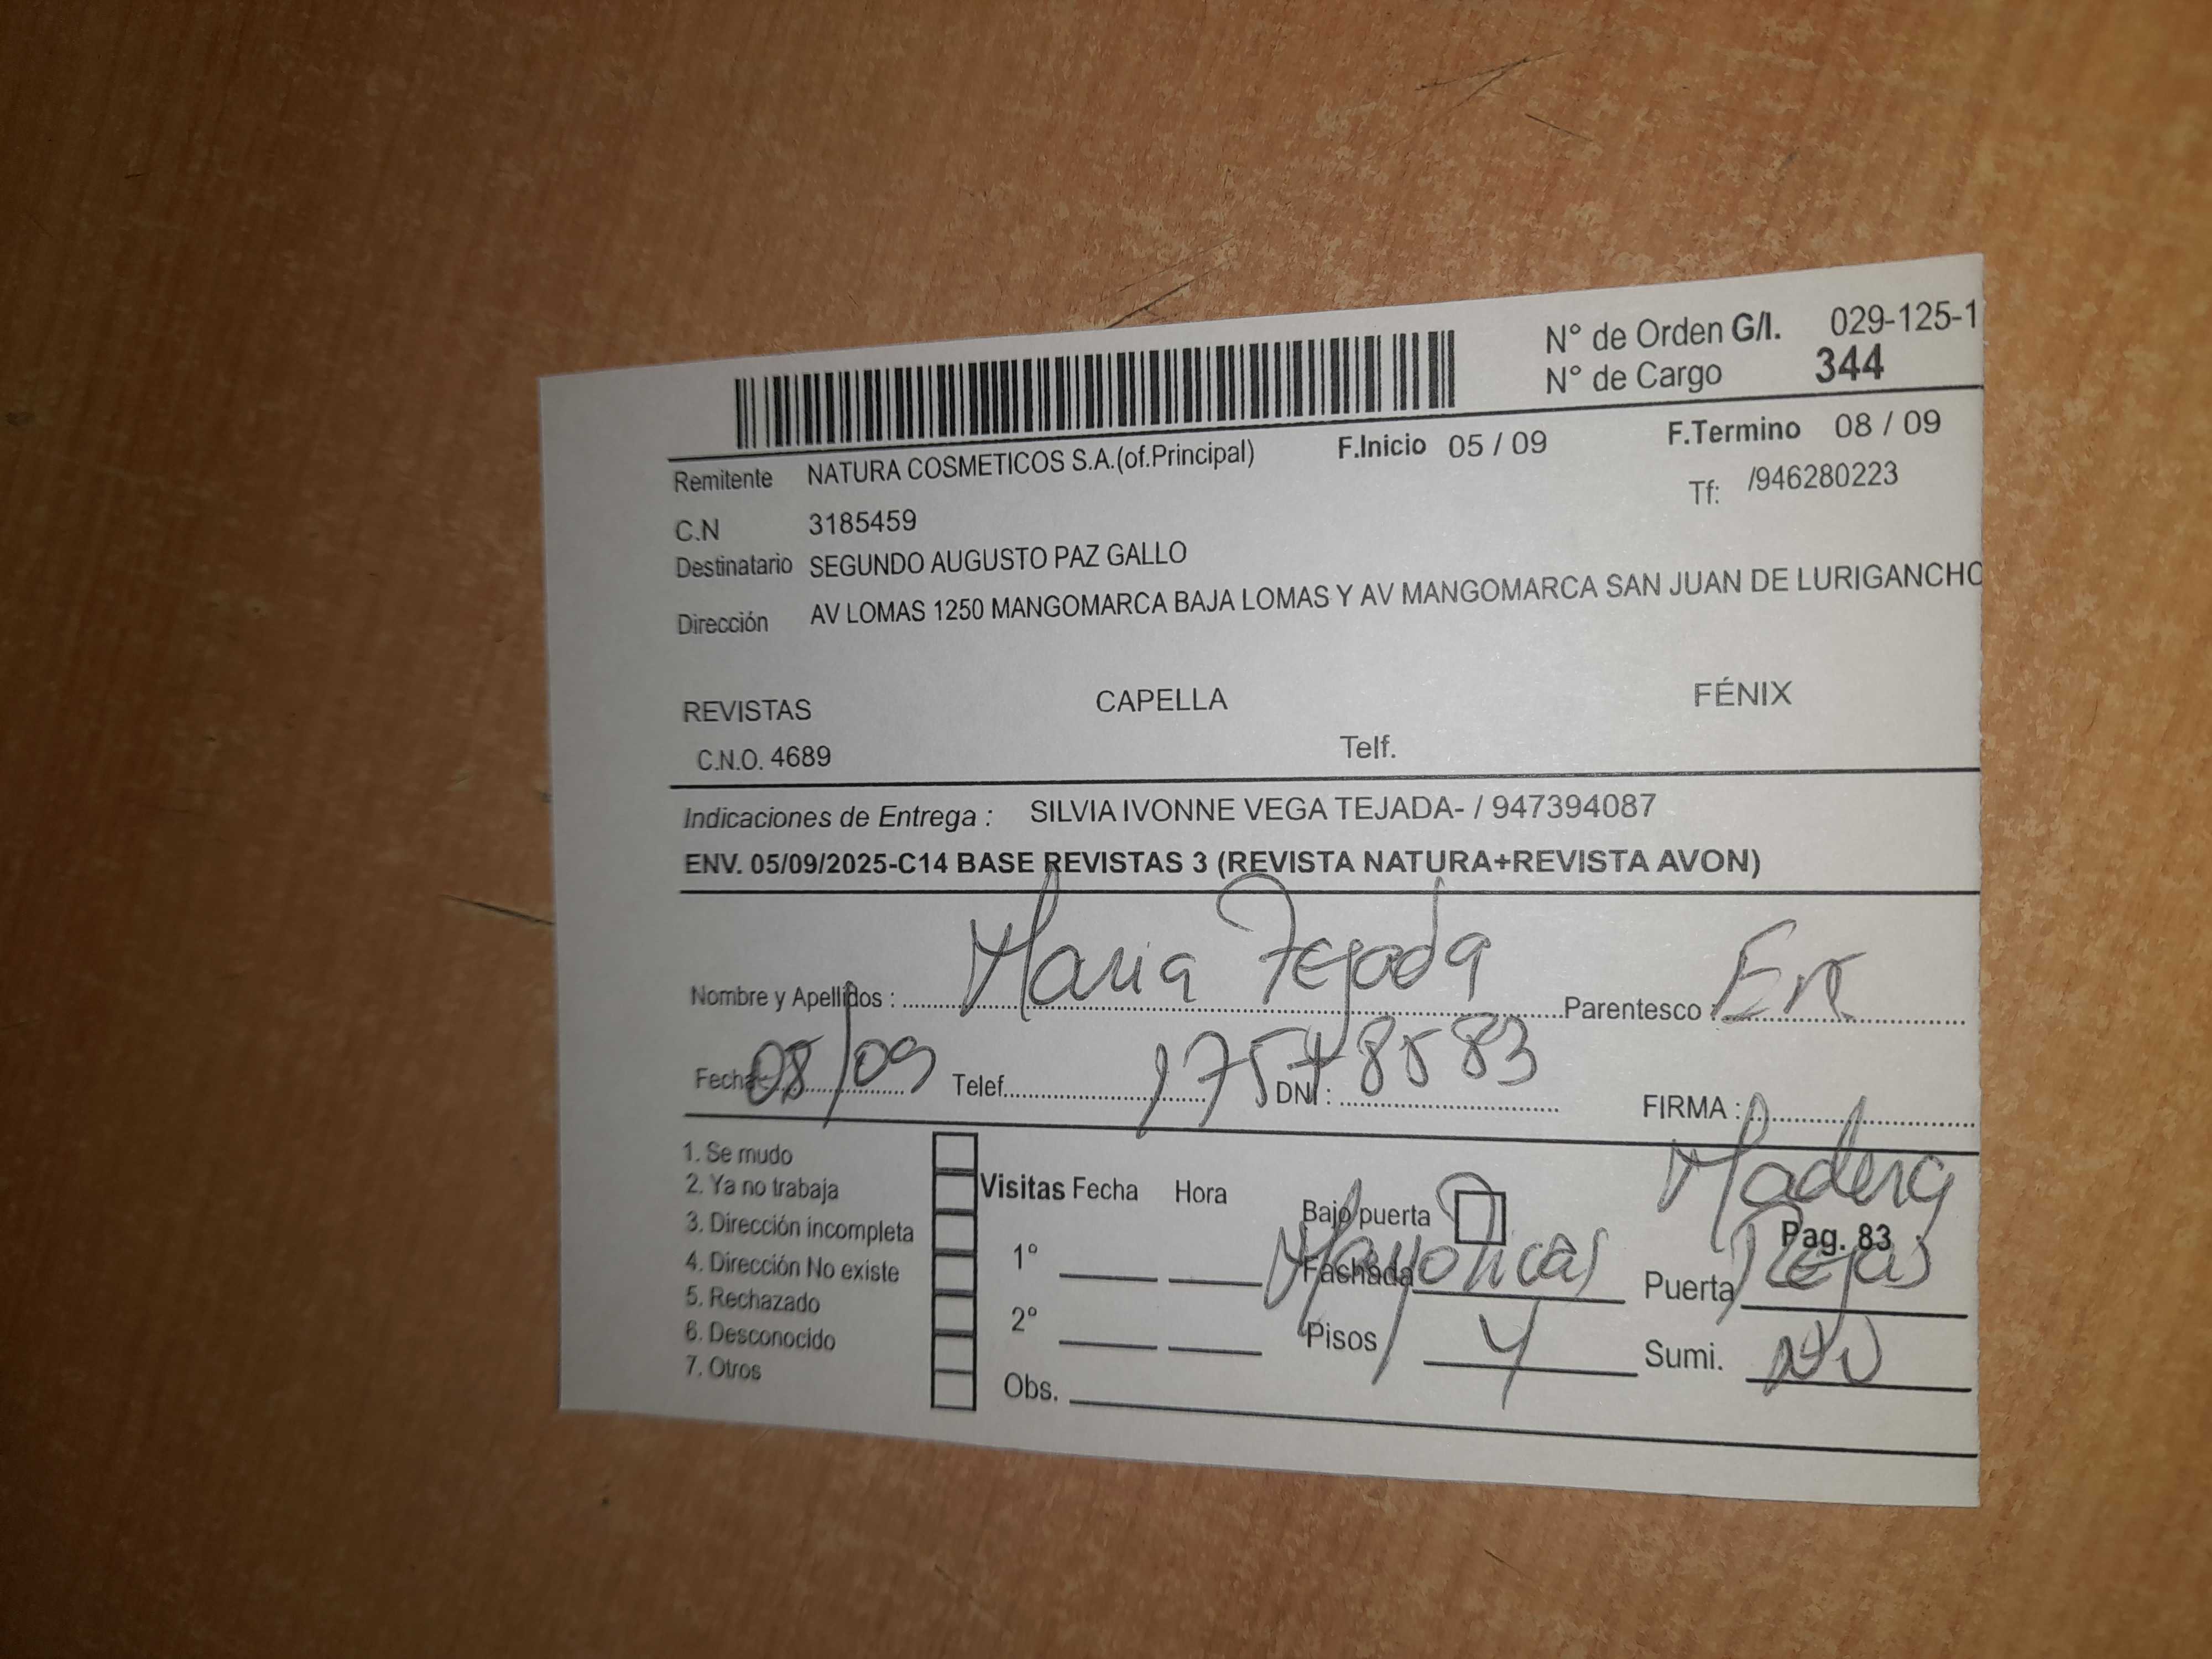 N° de Orden G/I. 029-125-1
N° de Cargo 344
Remitente NATURA COSMETICOS S.A.(of.Principal) F.Inicio 05 / 09 F.Termino 08 / 09
Tf: /946280223
C.N 3185459
Destinatario SEGUNDO AUGUSTO PAZ GALLO
Dirección AV LOMAS 1250 MANGOMARCA BAJA LOMAS Y AV MANGOMARCA SAN JUAN DE LURIGANCHO
REVISTAS CAPELLA FÉNIX
C.N.O. 4689 Telf.
Indicaciones de Entrega : SILVIA IVONNE VEGA TEJADA- / 947394087
ENV. 05/09/2025-C14 BASE REVISTAS 3 (REVISTA NATURA+REVISTA AVON)
Nombre y Apellidos : Maria Tejada Parentesco :
Fecha 08/09 Telef. DNI : FIRMA :
1. Se mudo
2. Ya no trabaja
3. Dirección incompleta
4. Dirección No existe
5. Rechazado
6. Desconocido
7. Otros
Visitas Fecha Hora
1°
2°
Obs.
Bajo puerta
Fachada Mayolicas
Pisos 4
Madera
Pag. 83
Puerta Rejas
Sumi.